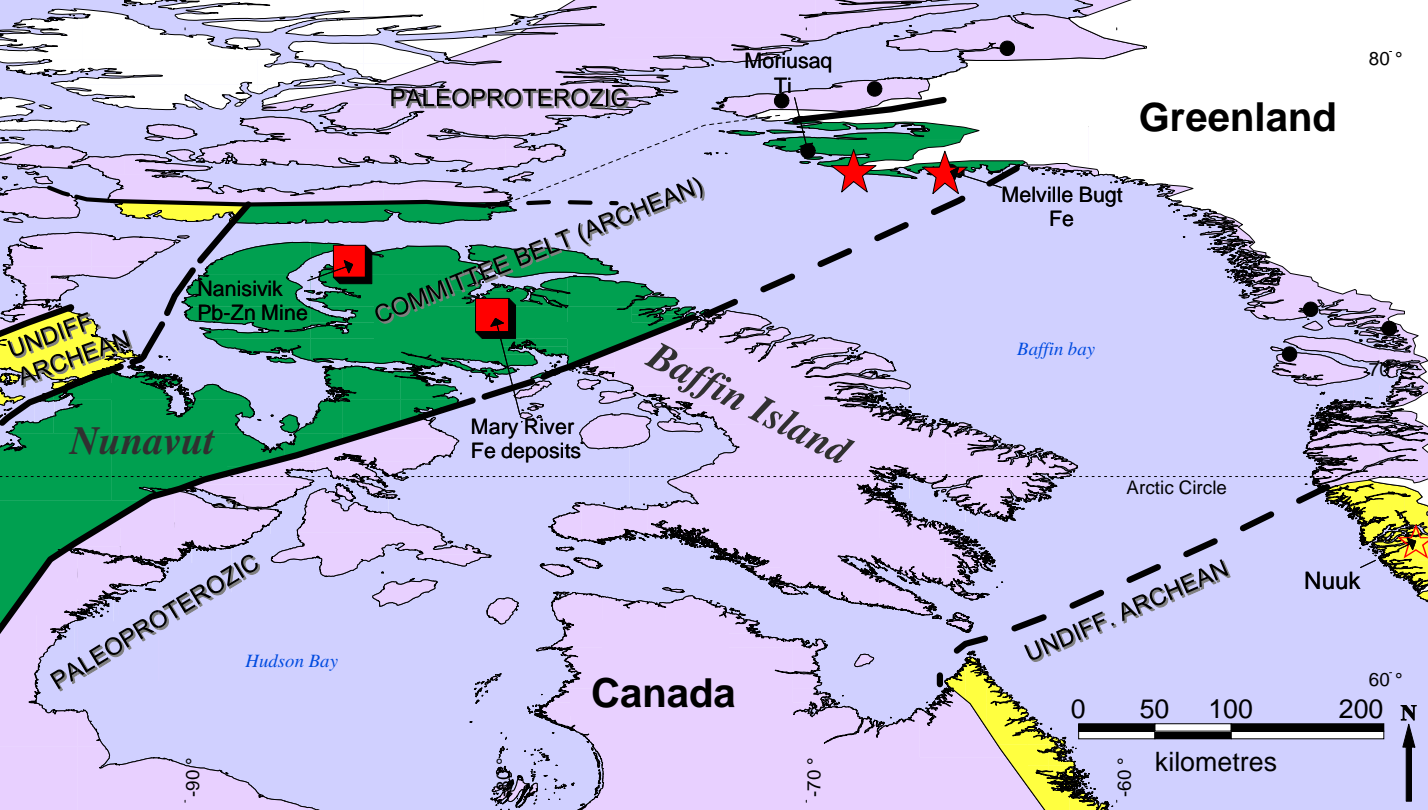 Moriusaq
Ti
80°
PALEOPROTEROZIC
Greenland
Melville Bugt
Fe
COMMITTEE BELT (ARCHEAN)
Nanisivik
Pb-Zn Mine
UNDIFF.
ARCHEAN
Baffin bay
Baffin Island
70
Nunavut
Mary River
Fe deposits
Arctic Circle
PALEOPROTEROZIC
UNDIFF. ARCHEAN
Nuuk
Hudson Bay
Canada
60°
0 50 100 200
N
kilometres
-90°
-70°
-60°